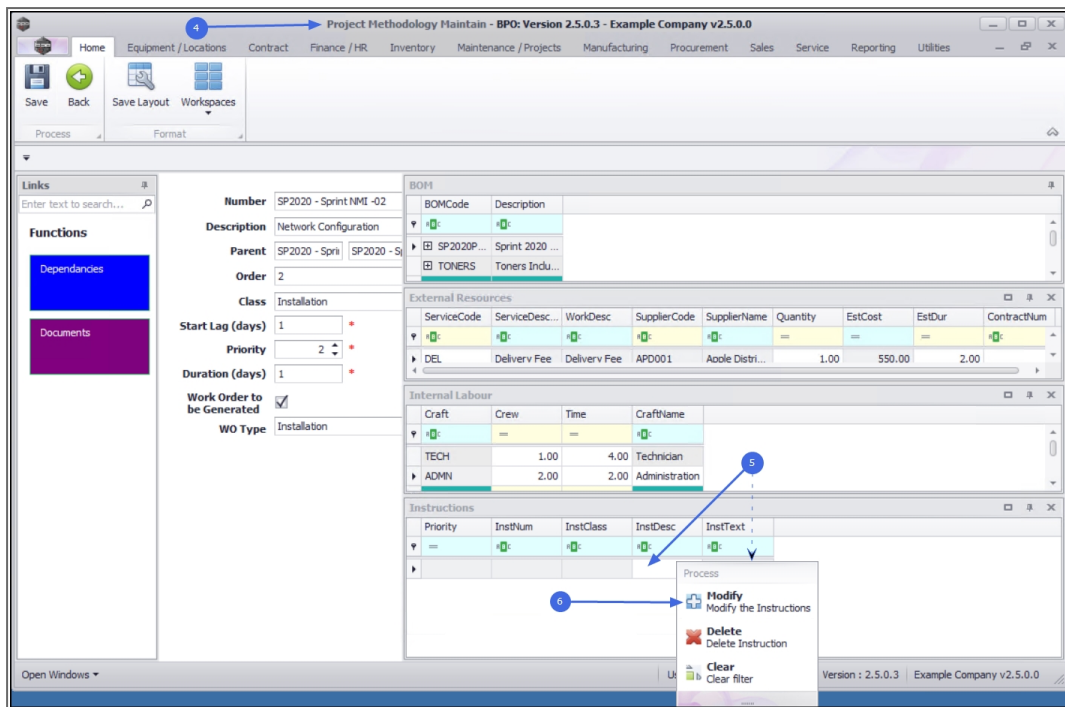 4
Project Methodology Maintain - BPO: Version 2.5.0.3 - Example Company v2.5.0.0
Home Equipment / Locations Contract Finance / HR Inventory Maintenance / Projects Manufacturing Procurement Sales Service Reporting Utilities
Save Back Save Layout Workspaces
Process Format
Links
Enter text to search...
Functions
Dependancies
Documents
Number SP2020 - Sprint NMI -02
Description Network Configuration
Parent SP2020 - Spri SP2020 - S
Order 2
Class Installation
Start Lag (days) 1 *
Priority 2 *
Duration (days) 1 *
Work Order to
be Generated
WO Type Installation
BOM
BOMCode Description
SP2020P... Sprint 2020 ...
TONERS Toners Inclu...
External Resources
ServiceCode ServiceDesc... WorkDesc SupplierCode SupplierName Quantity EstCost EstDur ContractNum
DEL Delivery Fee Delivery Fee APD001 Apple Distri... 1.00 550.00 2.00
Internal Labour
Craft Crew Time CraftName
TECH 1.00 4.00 Technician
ADMN 2.00 2.00 Administration
5
Instructions
Priority InstNum InstClass InstDesc InstText
Process
6
Modify
Modify the Instructions
Delete
Delete Instruction
Clear
Clear filter
Open Windows Version : 2.5.0.3 Example Company v2.5.0.0